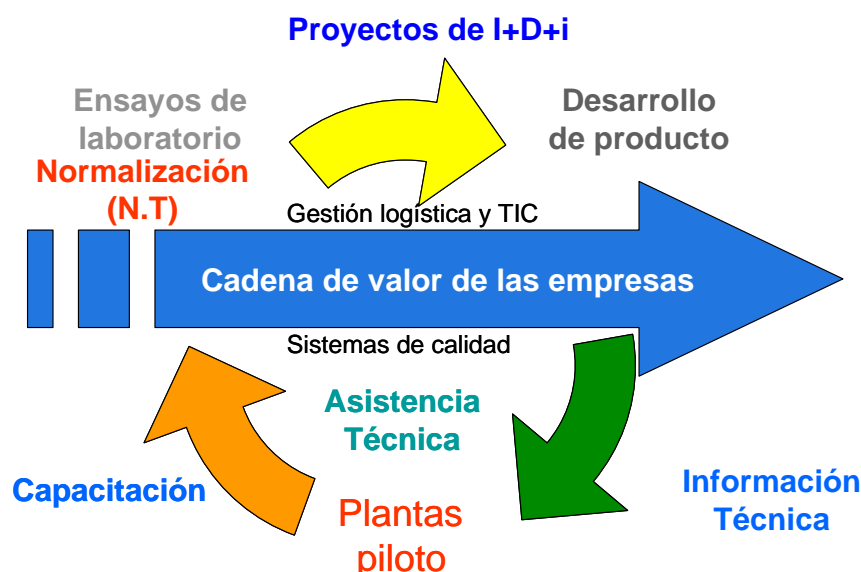 Proyectos de I+D+i
Ensayos de
laboratorio
Normalización
(N.T)
Desarrollo
de producto
Gestión logística y TIC
Cadena de valor de las empresas
Sistemas de calidad
Asistencia
Técnica
Capacitación
Plantas
piloto
Información
Técnica